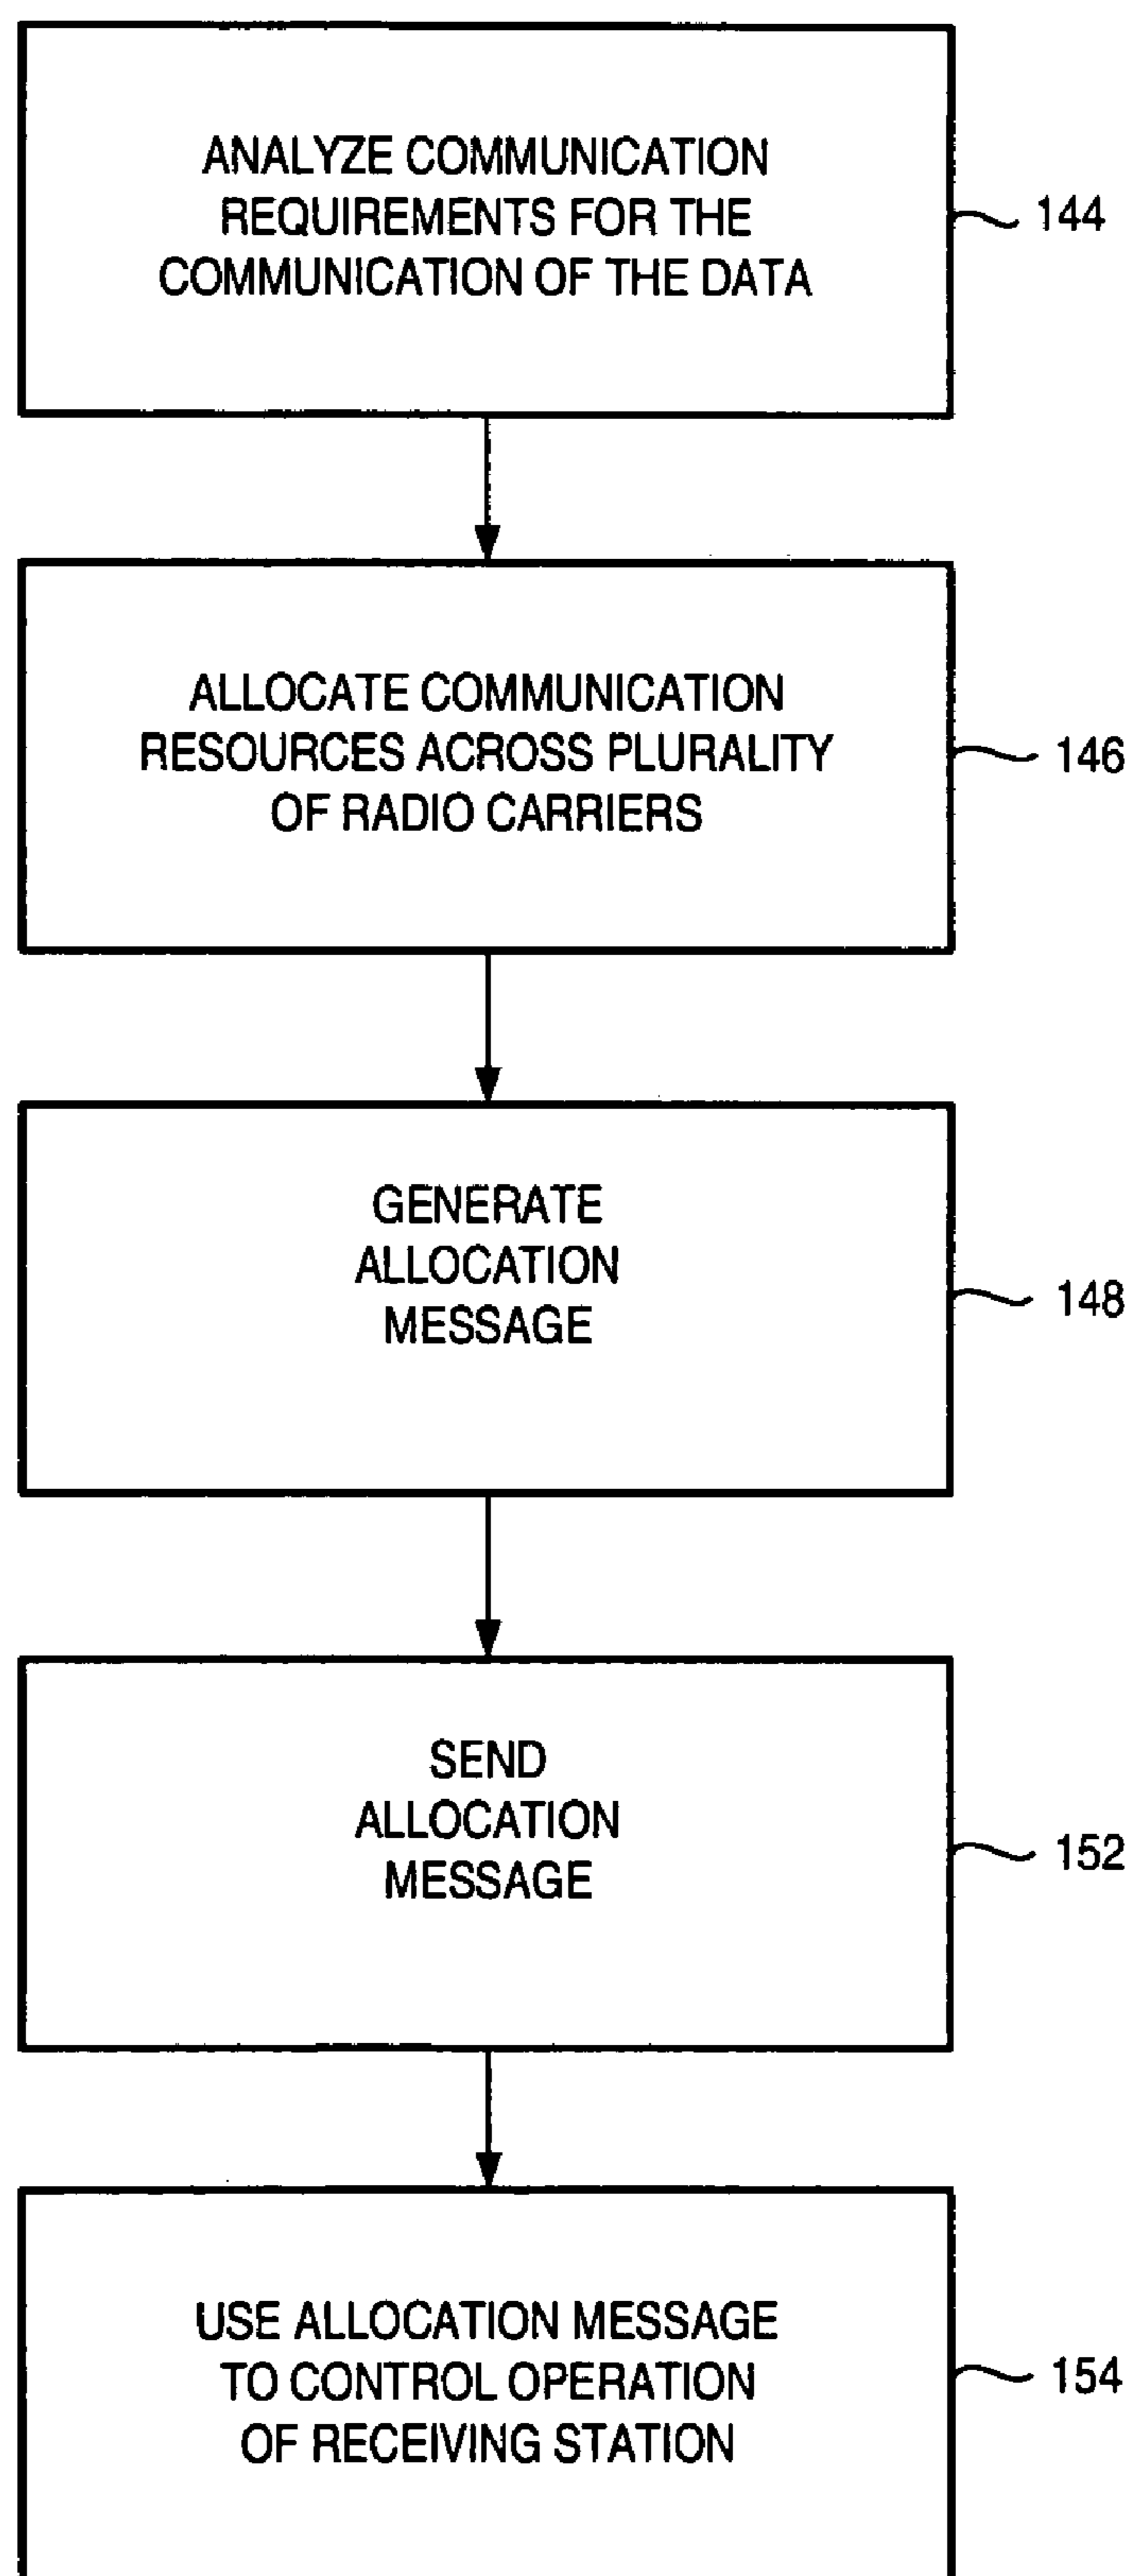 ANALYZE COMMUNICATION
REQUIREMENTS FOR THE
COMMUNICATION OF THE DATA
144
ALLOCATE COMMUNICATION
RESOURCES ACROSS PLURALITY
OF RADIO CARRIERS
146
GENERATE
ALLOCATION
MESSAGE
148
SEND
ALLOCATION
MESSAGE
152
USE ALLOCATION MESSAGE
TO CONTROL OPERATION
OF RECEIVING STATION
154